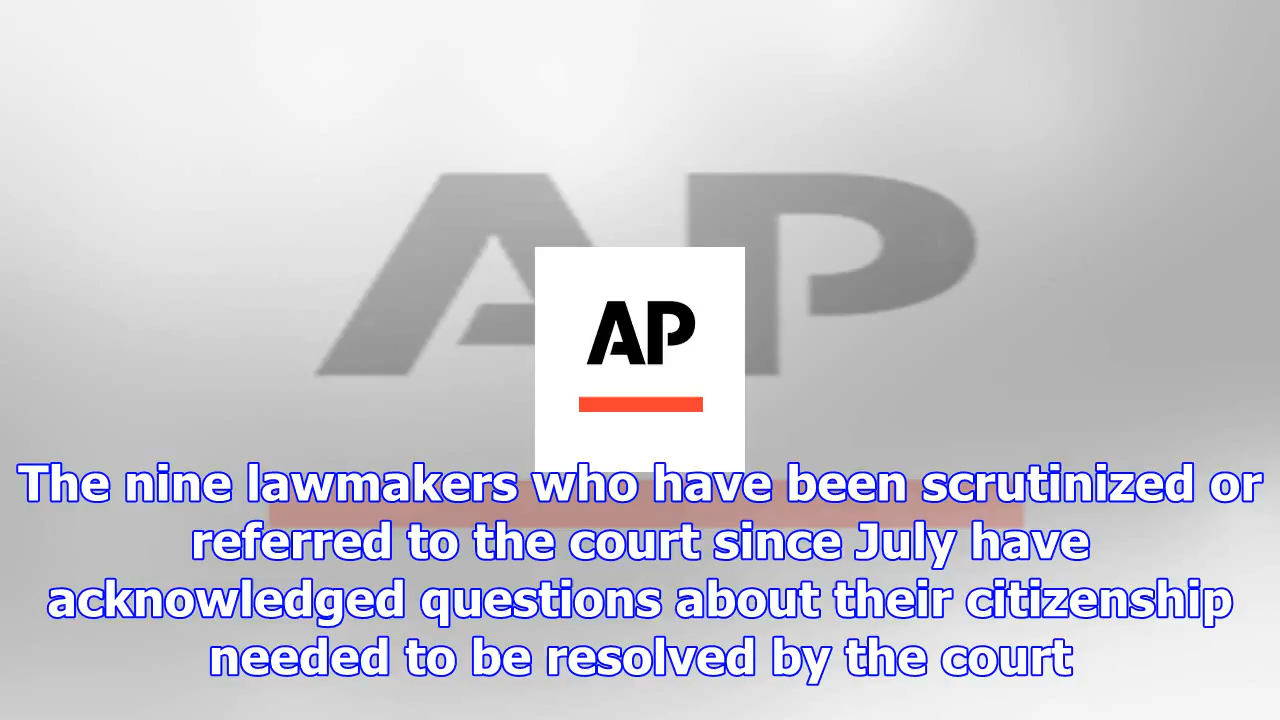 AP
AP
The nine lawmakers who have been scrutinized or
referred to the court since July have
acknowledged questions about their citizenship
needed to be resolved by the court